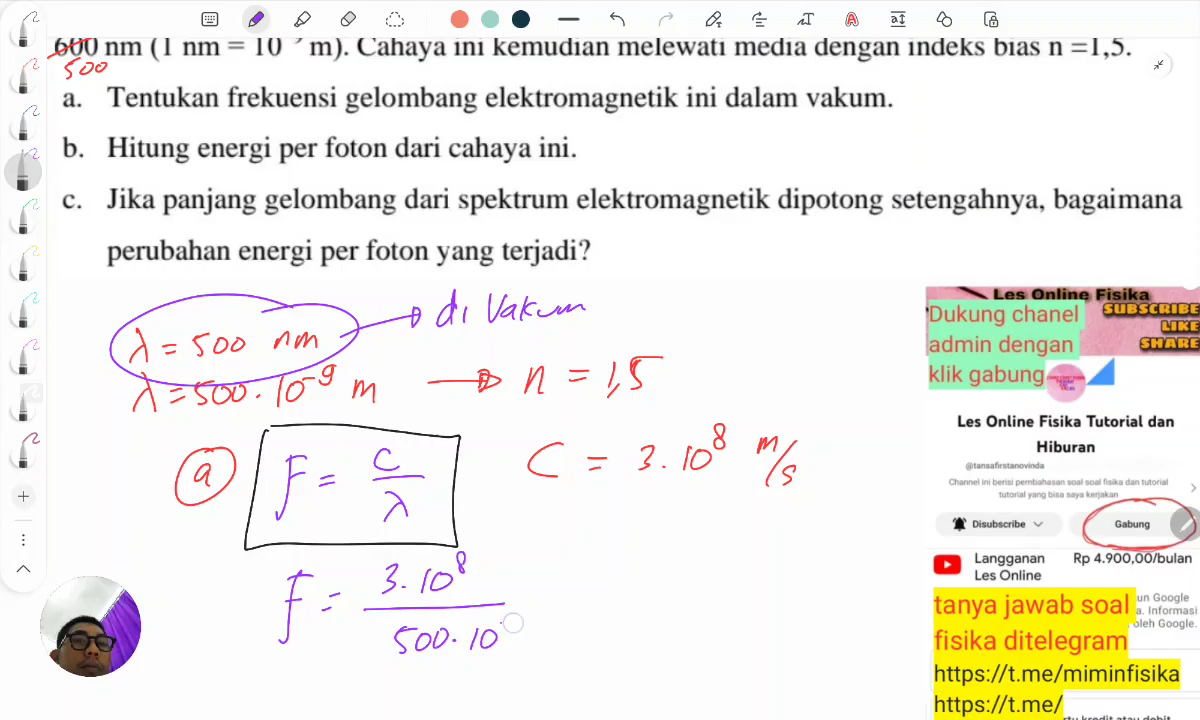 600 nm (1 nm = 10⁻⁹ m). Cahaya ini kemudian melewati media dengan indeks bias n =1,5.
500
a. Tentukan frekuensi gelombang elektromagnetik ini dalam vakum.
b. Hitung energi per foton dari cahaya ini.
c. Jika panjang gelombang dari spektrum elektromagnetik dipotong setengahnya, bagaimana
perubahan energi per foton yang terjadi?
λ = 500 nm → di Vakum
λ = 500 . 10⁻⁹ m → n = 1,5
a F = c/λ C = 3 . 10⁸ m/s
f = 3 . 10⁸ / 500 . 10
Les Online Fisika
SUBSCRIBE
LIKE
SHARE
Dukung chanel
admin dengan
klik gabung
Les Online Fisika Tutorial dan
Hiburan
@tansafirstanovinda
Channel ini berisi pembahasan soal soal fisika dan tutorial
tutorial yang bisa saya kerjakan
Disubscribe Gabung
Langganan Rp 4.900,00/bulan
Les Online
un Google
a. Informasi
oleh Google.
tanya jawab soal
fisika ditelegram
https://t.me/miminfisika
https://t.me/